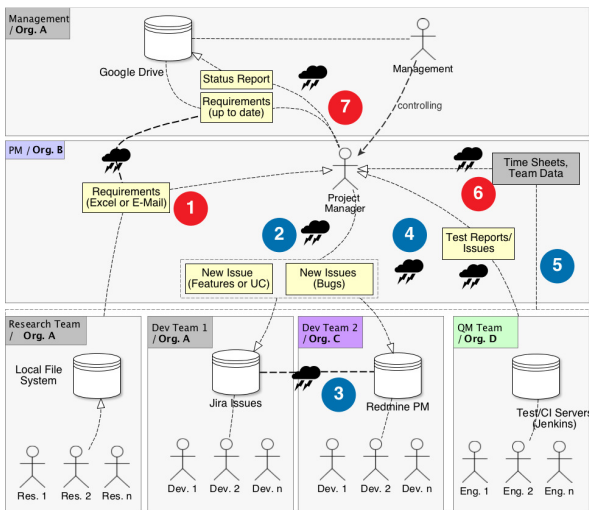 Management
/ Org. A
Google Drive
Management
Status Report
Requirements
(up to date)
7
controlling
PM / Org. B
Requirements
(Excel or E-Mail)
1
Project
Manager
Time Sheets,
Team Data
6
2
4
Test Reports/
Issues
5
New Issue
(Features or UC)
New Issues
(Bugs)
Research Team
/ Org. A
Local File
System
Res. 1
Res. 2
Res. n
Dev Team 1
/ Org. A
Jira Issues
Dev. 1
Dev. 2
Dev. n
3
Dev Team 2
/ Org. C
Redmine PM
Dev. 1
Dev. 2
Dev. n
QM Team
/ Org. D
Test/CI Servers
(Jenkins)
Eng. 1
Eng. 2
Eng. n